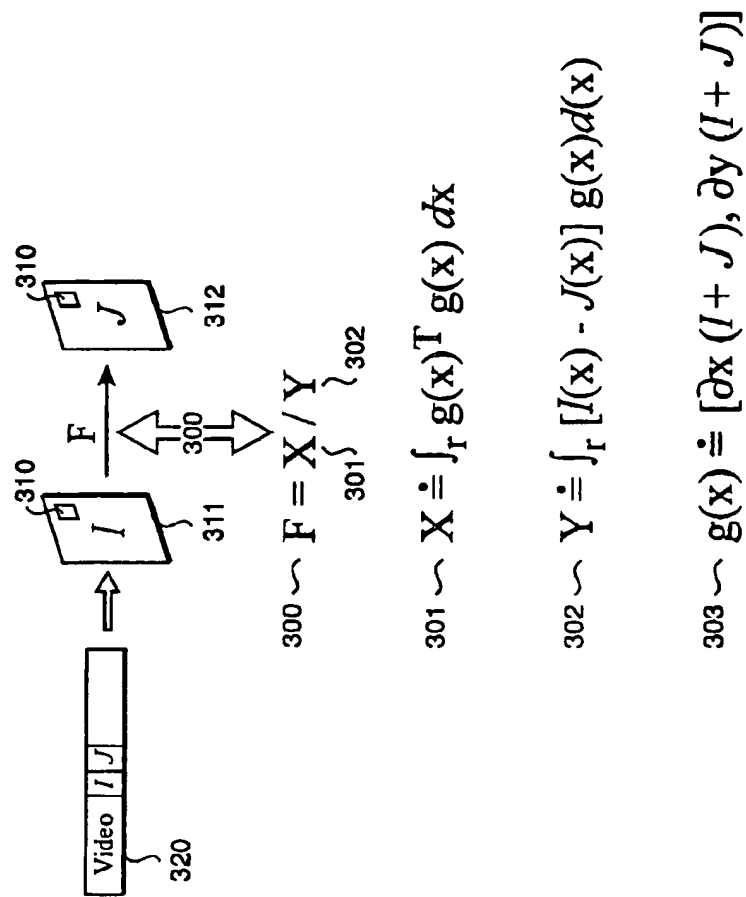 310
310
F
I
J
Video
I
J
311
312
320
300
300 F = X / Y
301
302
301 X ≐ ∫r g(x)^T g(x) dx
302 Y ≐ ∫r [I(x) - J(x)] g(x)d(x)
303 g(x) ≐ [∂x (I + J), ∂y (I + J)]